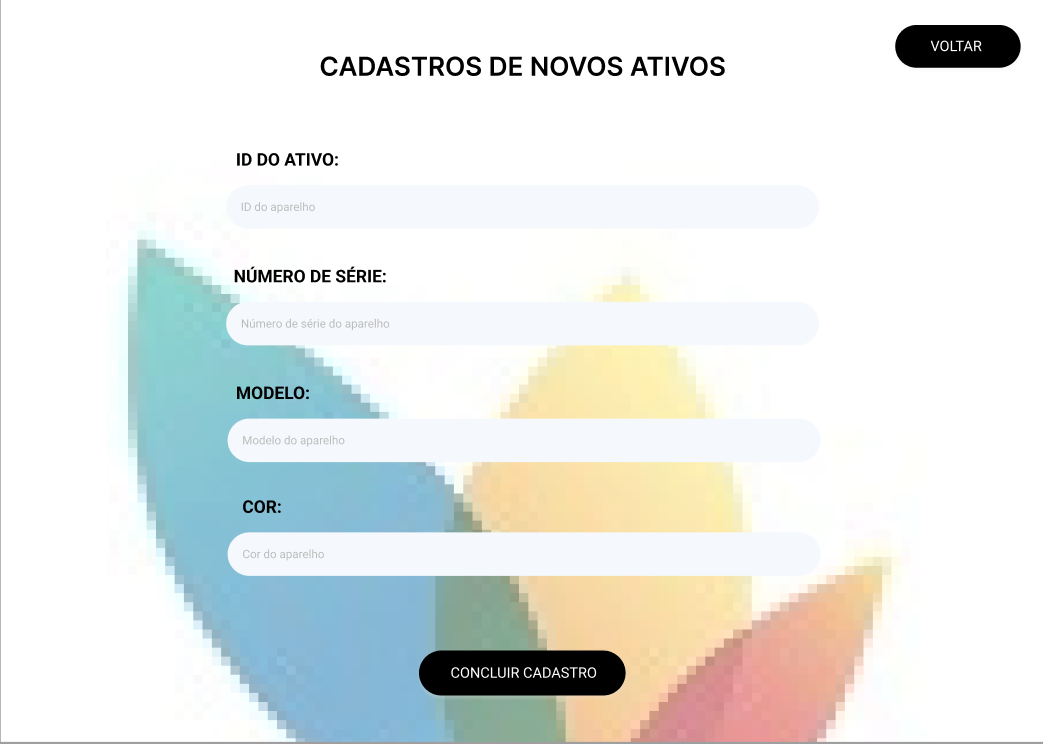 VOLTAR
CADASTROS DE NOVOS ATIVOS
ID DO ATIVO:
ID do aparelho
NÚMERO DE SÉRIE:
Número de série do aparelho
MODELO:
Modelo do aparelho
COR:
Cor do aparelho
CONCLUIR CADASTRO